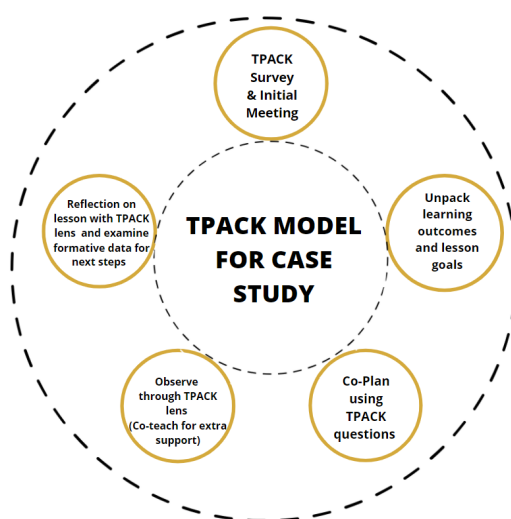 TPACK
Survey
& Initial
Meeting
Unpack
learning
outcomes
and lesson
goals
Co-Plan
using
TPACK
questions
Observe
through TPACK
lens
(Co-teach for extra
support)
Reflection on
lesson with TPACK
lens and examine
formative data for
next steps
TPACK MODEL
FOR CASE
STUDY